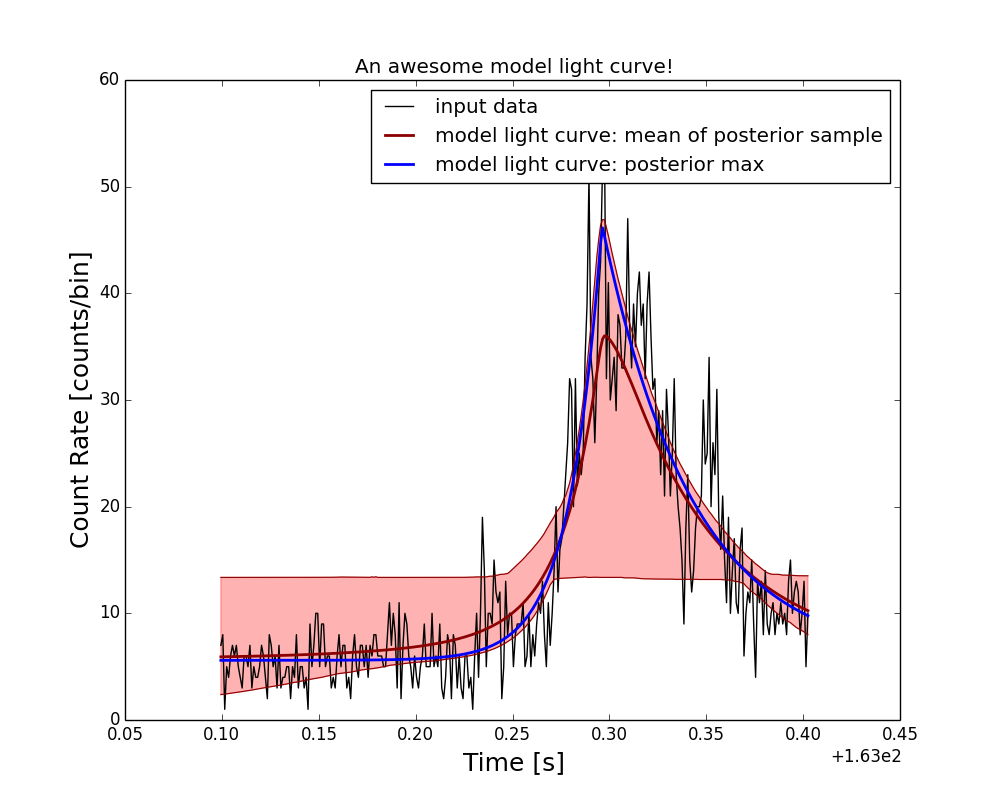 An awesome model light curve!
input data
model light curve: mean of posterior sample
model light curve: posterior max
Count Rate [counts/bin]
60
50
40
30
20
10
0
0.05 0.10 0.15 0.20 0.25 0.30 0.35 0.40 0.45
+1.63e2
Time [s]